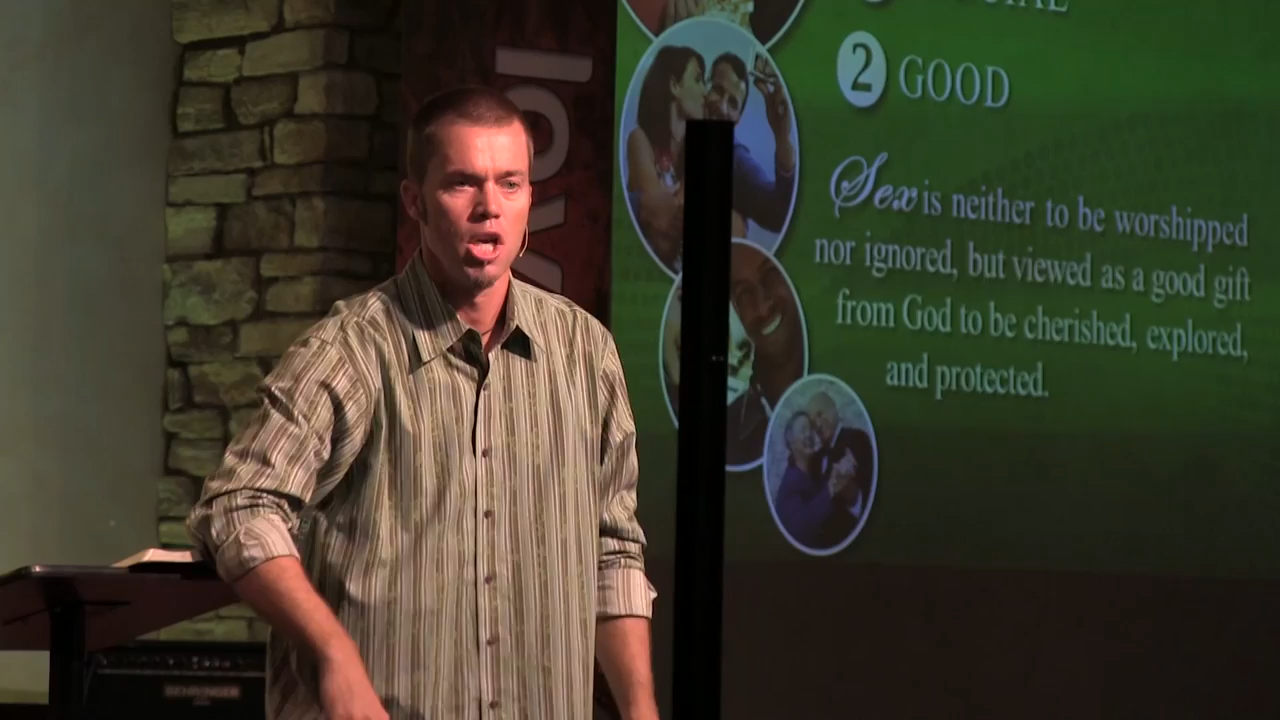 2 GOOD
Sex is neither to be worshipped
nor ignored, but viewed as a good gift
from God to be cherished, explored,
and protected.
BEHRINGER